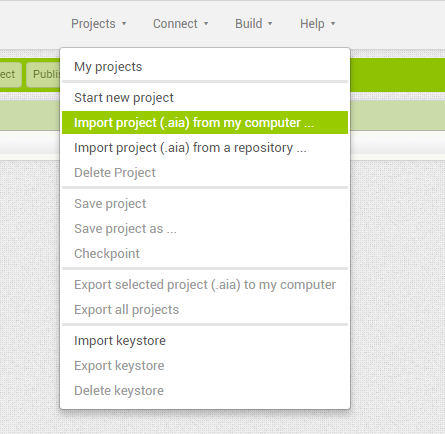 Projects Connect Build Help
My projects
Start new project
Import project (.aia) from my computer ...
Import project (.aia) from a repository ...
Delete Project
Save project
Save project as ...
Checkpoint
Export selected project (.aia) to my computer
Export all projects
Import keystore
Export keystore
Delete keystore